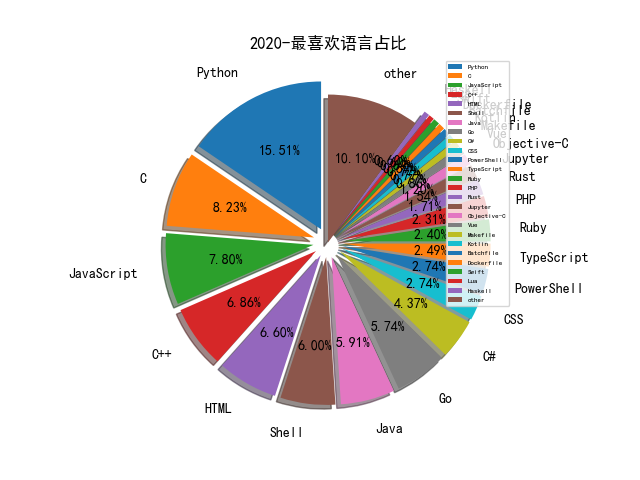 2020-最喜欢语言占比
Python
C
JavaScript
C++
HTML
Shell
Java
Go
C#
CSS
PowerShell
TypeScript
Ruby
PHP
Rust
Jupyter
Objective-C
Vue
Makefile
other
15.51%
8.23%
7.80%
6.86%
6.60%
6.00%
5.91%
5.74%
4.37%
2.74%
2.74%
2.49%
2.40%
2.31%
1.71%
1.54%
10.10%
Python
C
JavaScript
C++
HTML
Shell
Java
Go
C#
CSS
PowerShell
TypeScript
Ruby
PHP
Rust
Jupyter
Objective-C
Vue
Makefile
Kotlin
Batchfile
Dockerfile
Swift
Lua
Haskell
other